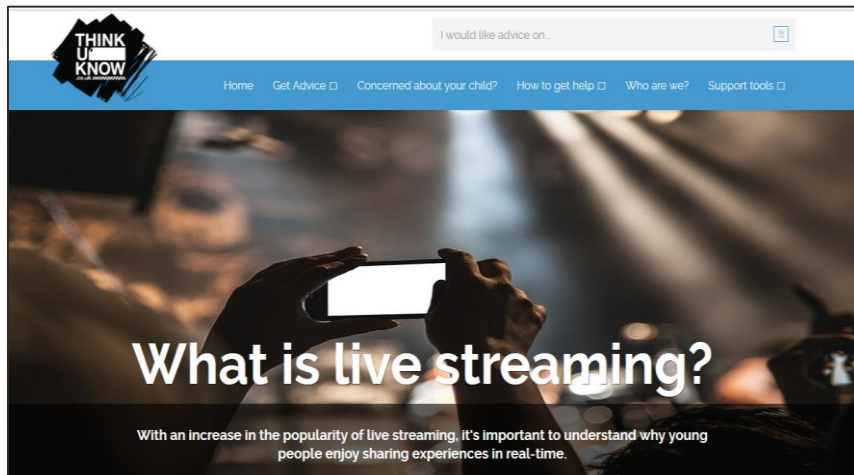 I would like advice on...
THINK
U
KNOW
.co.uk
Home Get Advice Concerned about your child? How to get help Who are we? Support tools
What is live streaming?
With an increase in the popularity of live streaming, it's important to understand why young
people enjoy sharing experiences in real-time.